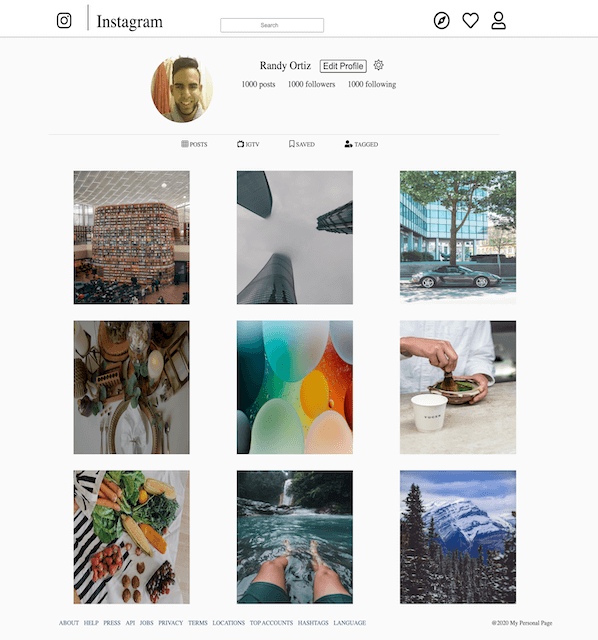 Instagram
Search
Randy Ortiz Edit Profile
1000 posts 1000 followers 1000 following
POSTS IGTV SAVED TAGGED
ABOUT HELP PRESS API JOBS PRIVACY TERMS LOCATIONS TOP ACCOUNTS HASHTAGS LANGUAGE
@2020 My Personal Page